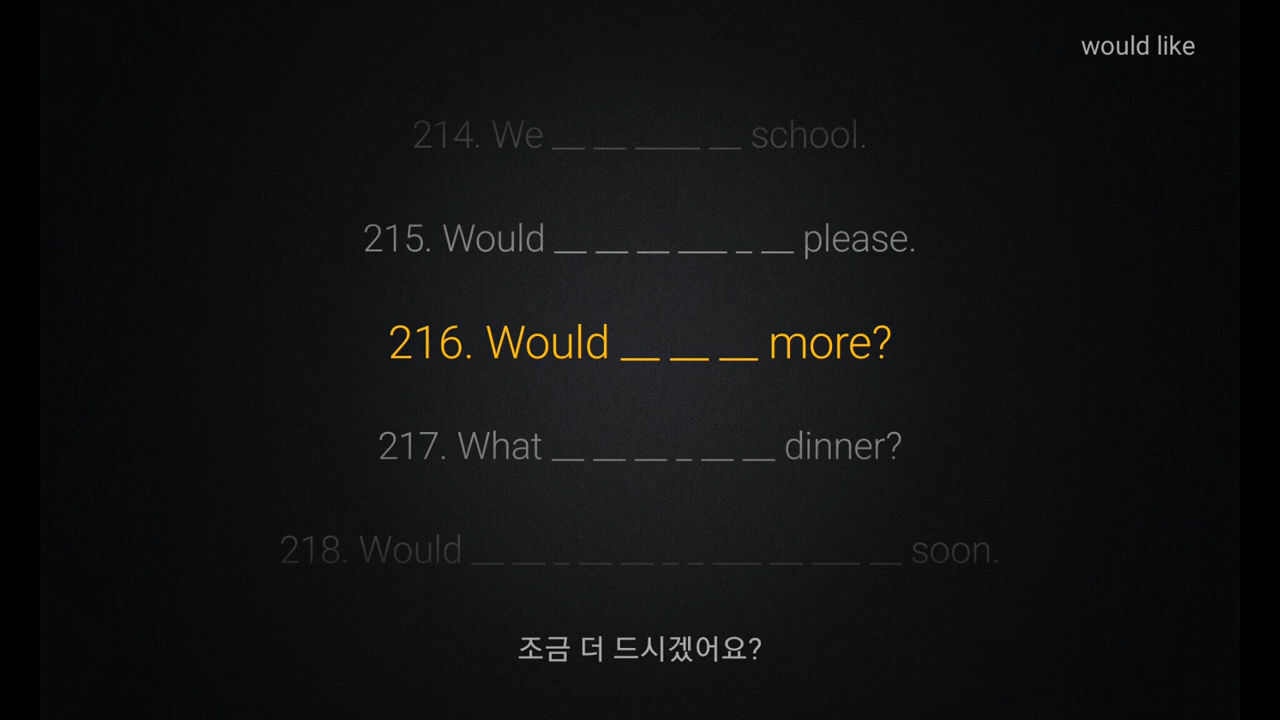 would like
214. We __ __ ____ __ school.
215. Would __ __ __ ___ _ __ please.
216. Would __ __ __ more?
217. What __ __ __ _ __ __ dinner?
218. Would __ __ _ __ __ _ _ ___ __ ___ __ soon.
조금 더 드시겠어요?